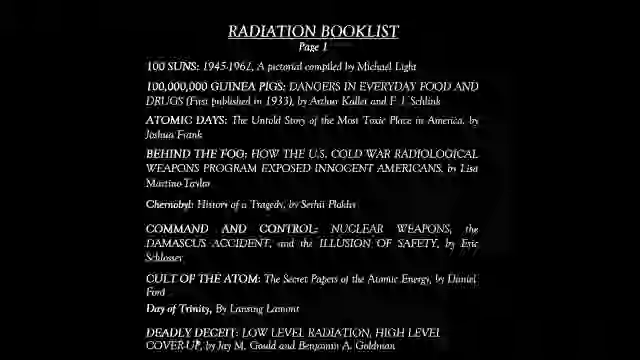 RADIATION BOOKLIST
Page 1
100 SUNS: 1945-1962, A pictorial compiled by Michael Light
100,000,000 GUINEA PIGS: DANGERS IN EVERYDAY FOOD AND
DRUGS (First published in 1933), by Arthur Kallet and F J Schlink
ATOMIC DAYS: The Untold Story of the Most Toxic Place in America, by
Joshua Frank
BEHIND THE FOG: HOW THE U.S. COLD WAR RADIOLOGICAL
WEAPONS PROGRAM EXPOSED INNOCENT AMERICANS, by Lisa
Martino-Taylor
Chernobyl: History of a Tragedy, by Serhii Plokhy
COMMAND AND CONTROL: NUCLEAR WEAPONS, the
DAMASCUS ACCIDENT, and the ILLUSION OF SAFETY, by Eric
Schlosser
CULT OF THE ATOM: The Secret Papers of the Atomic Energy, by Daniel
Ford
Day of Trinity, By Lansing Lamont
DEADLY DECEIT: LOW LEVEL RADIATION, HIGH LEVEL
COVER-UP, by Jay M. Gould and Benjamin A. Goldman